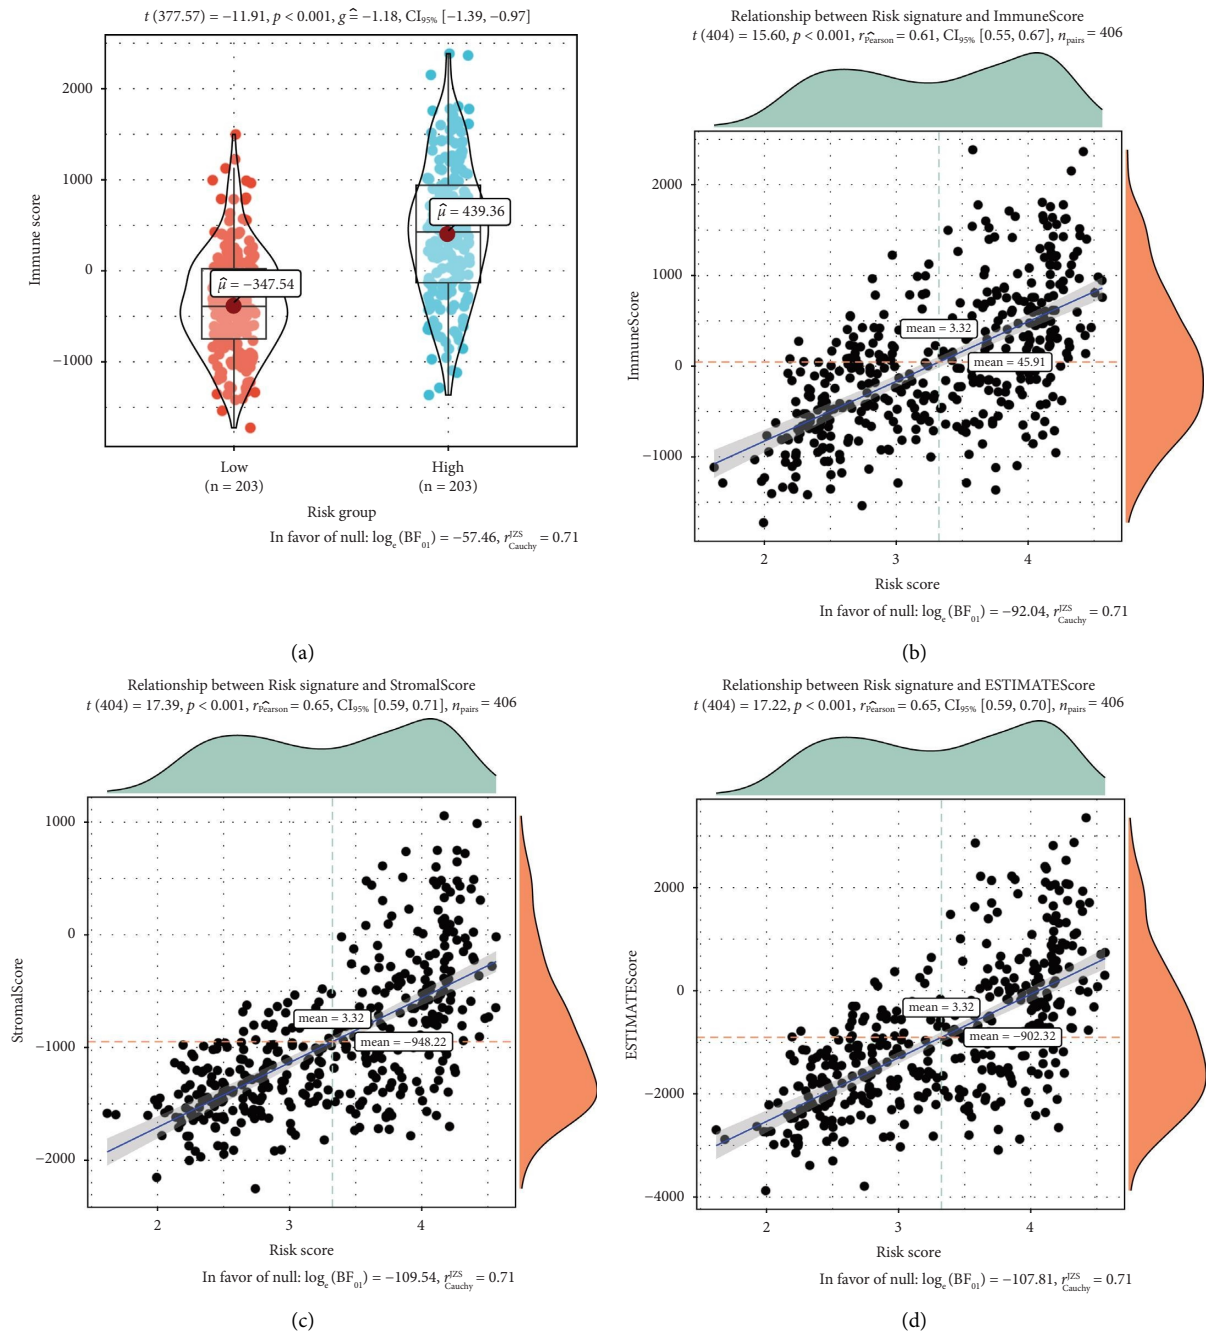 t (377.57) = −11.91, p < 0.001, ĝ = −1.18, CI95% [−1.39, −0.97]
Immune score
2000
1000
0
−1000
μ̂ = −347.54
μ̂ = 439.36
Low
(n = 203)
High
(n = 203)
Risk group
In favor of null: loge (BF01) = −57.46, r JZS Cauchy = 0.71
(a)
Relationship between Risk signature and ImmuneScore
t (404) = 15.60, p < 0.001, r̂Pearson = 0.61, CI95% [0.55, 0.67], npairs = 406
ImmuneScore
2000
1000
0
−1000
mean = 3.32
mean = 45.91
2 3 4
Risk score
In favor of null: loge (BF01) = −92.04, r JZS Cauchy = 0.71
(b)
Relationship between Risk signature and StromalScore
t (404) = 17.39, p < 0.001, r̂Pearson = 0.65, CI95% [0.59, 0.71], npairs = 406
StromalScore
1000
0
−1000
−2000
mean = 3.32
mean = −948.22
2 3 4
Risk score
In favor of null: loge (BF01) = −109.54, r JZS Cauchy = 0.71
(c)
Relationship between Risk signature and ESTIMATEScore
t (404) = 17.22, p < 0.001, r̂Pearson = 0.65, CI95% [0.59, 0.70], npairs = 406
ESTIMATEScore
2000
0
−2000
−4000
mean = 3.32
mean = −902.32
2 3 4
Risk score
In favor of null: loge (BF01) = −107.81, r JZS Cauchy = 0.71
(d)